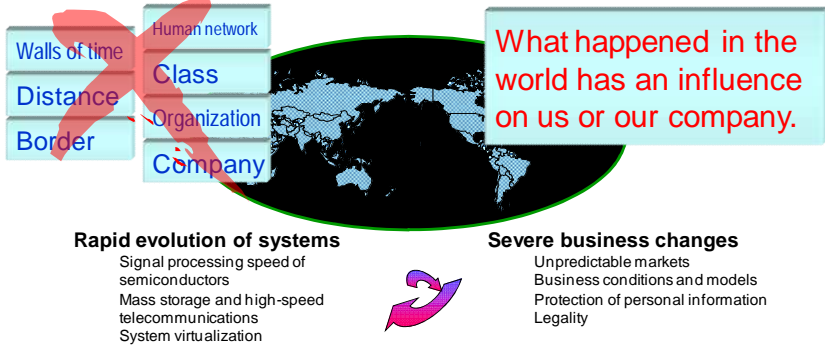 Walls of time
Distance
Border
Human network
Class
Organization
Company
What happened in the
world has an influence
on us or our company.
Rapid evolution of systems
Signal processing speed of
semiconductors
Mass storage and high-speed
telecommunications
System virtualization
Severe business changes
Unpredictable markets
Business conditions and models
Protection of personal information
Legality